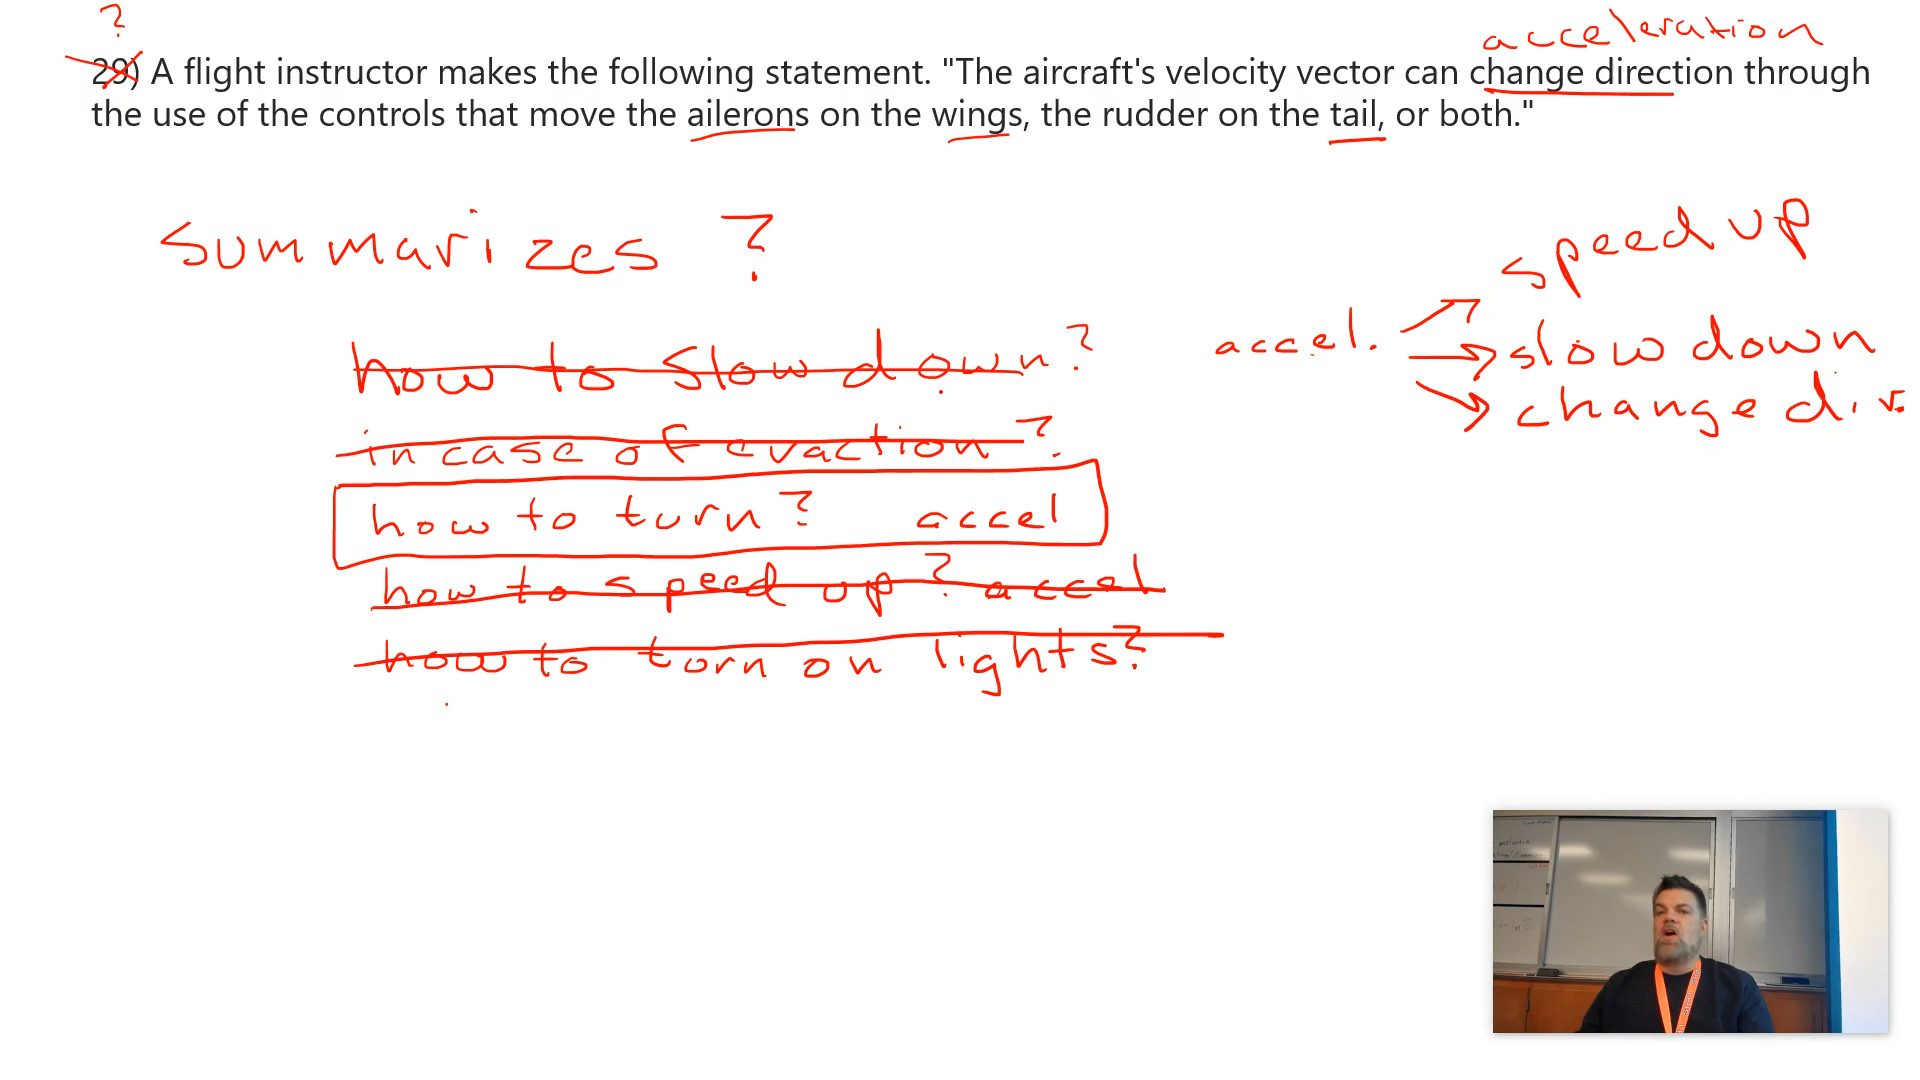 ?
acceleration
29) A flight instructor makes the following statement. "The aircraft's velocity vector can change direction through
the use of the controls that move the ailerons on the wings, the rudder on the tail, or both."
summarizes ?
speed up
accel. slow down
change dir.
how to slow down?
in case of evaction?
how to turn? accel
how to speed up? accel
how to turn on lights?